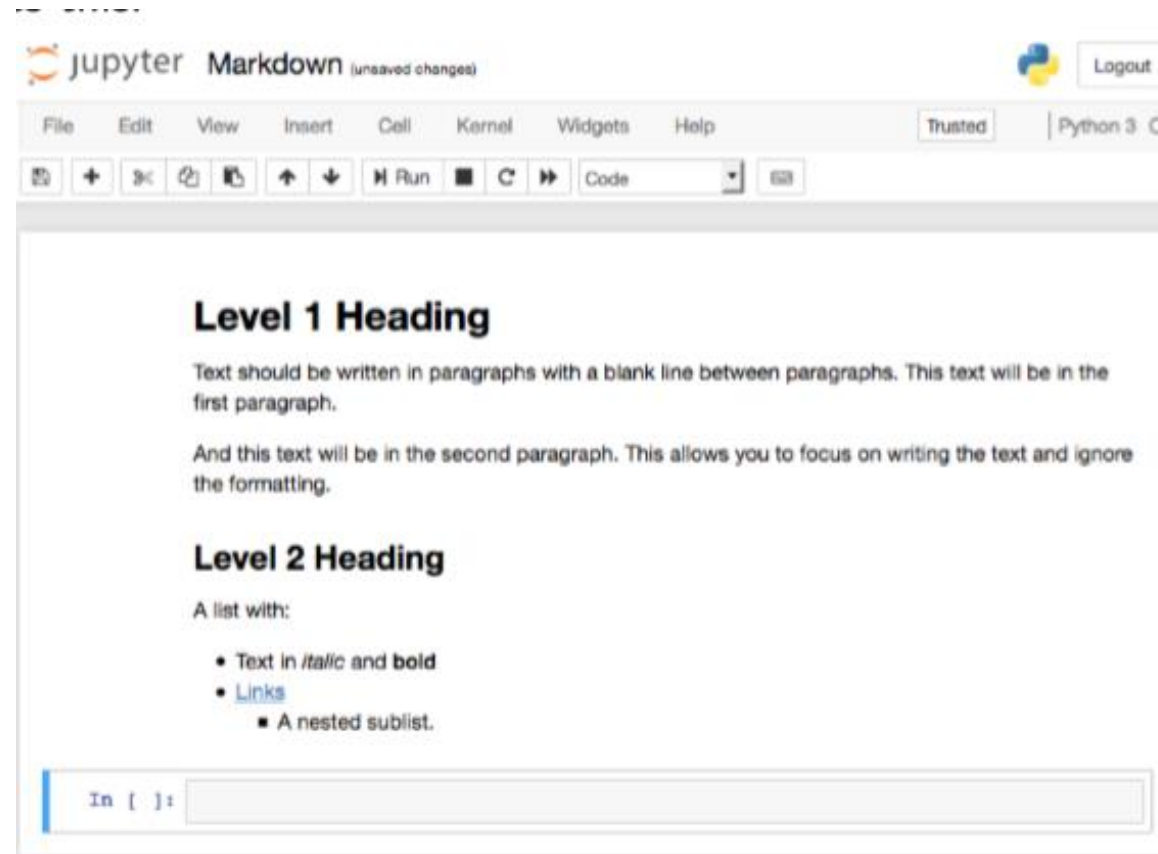 jupyter Markdown (unsaved changes)
Logout
File Edit View Insert Cell Kernel Widgets Help
Trusted
Python 3
Run
Code
Level 1 Heading
Text should be written in paragraphs with a blank line between paragraphs. This text will be in the
first paragraph.
And this text will be in the second paragraph. This allows you to focus on writing the text and ignore
the formatting.
Level 2 Heading
A list with:
• Text in italic and bold
• Links
▪ A nested sublist.
In [ ]: